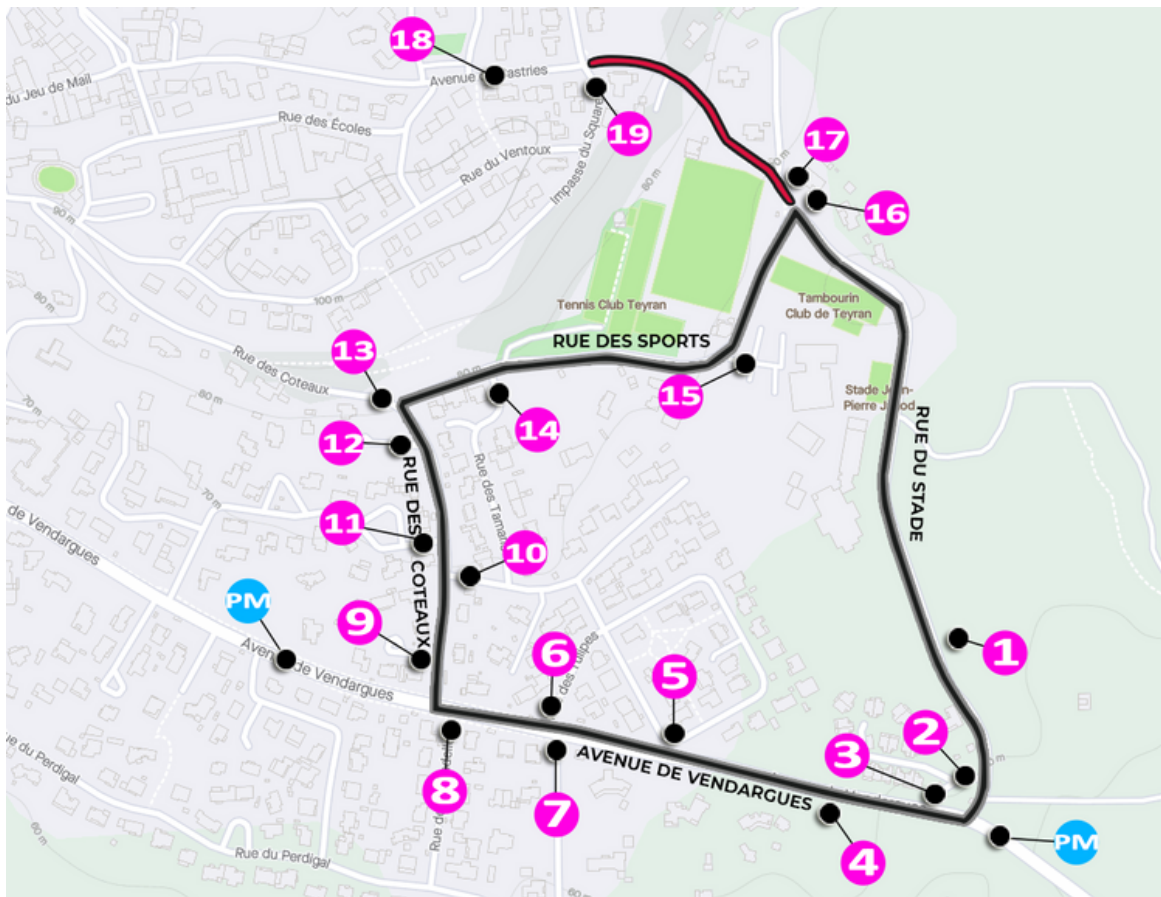 18
Avenue
astries
du Jeu de Mail
19
Rue des Écoles
17
Rue du Ventoux
Impasse du Square
80 m
16
90 m
Tambourin
Club de Teyran
Tennis Club Teyran
100 m
80 m
RUE DES SPORTS
13
Rue des Coteaux
15
Stade Jean-
Pierre
70 m
14
12
RUE DU STADE
RUE DES COTEAUX
Rue des
70 m
11
10
de Vendargues
PM
9
6
5
1
des Tulipes
Avenue de Vendargues
2
3
AVENUE DE VENDARGUES
8
7
4
PM
du Perdigal
Rue du Perdigal
60 m
60 m